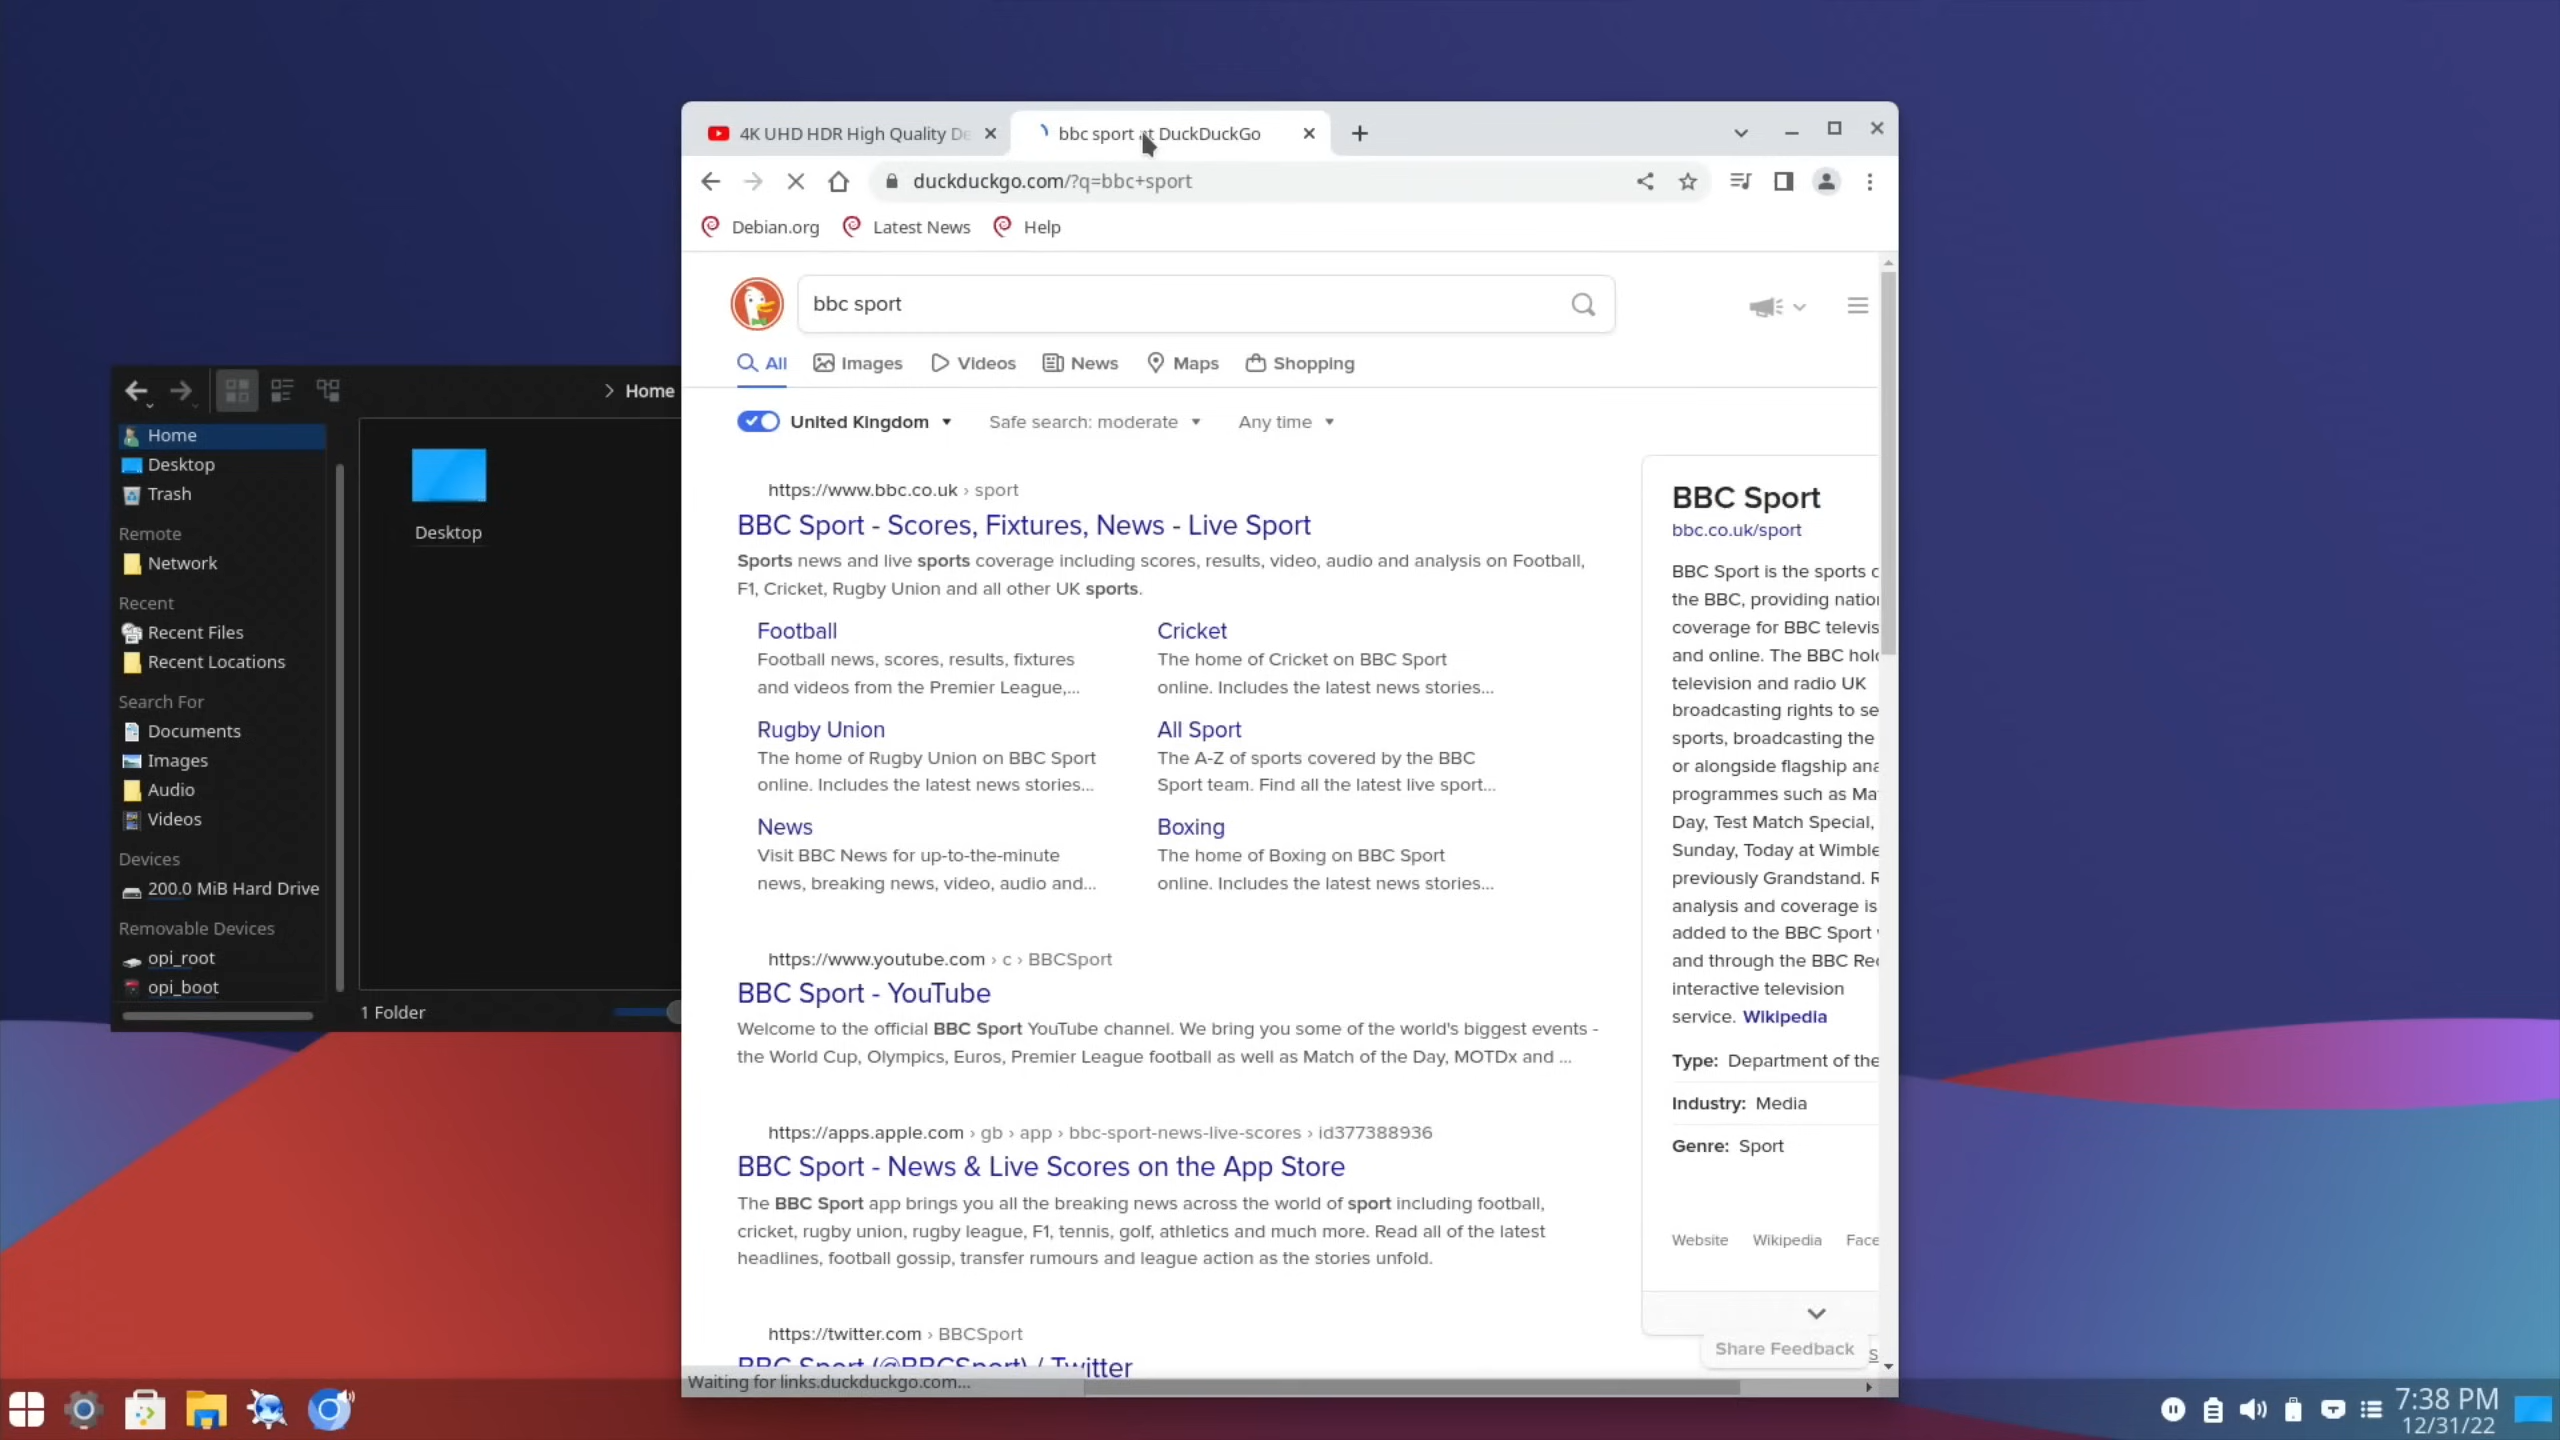 4K UHD HDR High Quality De
bbc sport at DuckDuckGo
duckduckgo.com/?q=bbc+sport
Debian.org
Latest News
Help
bbc sport
All
Images
Videos
News
Maps
Shopping
United Kingdom
Safe search: moderate
Any time
https://www.bbc.co.uk › sport
BBC Sport - Scores, Fixtures, News - Live Sport
Sports news and live sports coverage including scores, results, video, audio and analysis on Football,
F1, Cricket, Rugby Union and all other UK sports.
Football
Football news, scores, results, fixtures
and videos from the Premier League,...
Cricket
The home of Cricket on BBC Sport
online. Includes the latest news stories...
Rugby Union
The home of Rugby Union on BBC Sport
online. Includes the latest news stories...
All Sport
The A-Z of sports covered by the BBC
Sport team. Find all the latest live sport...
News
Visit BBC News for up-to-the-minute
news, breaking news, video, audio and...
Boxing
The home of Boxing on BBC Sport
online. Includes the latest news stories...
https://www.youtube.com › c › BBCSport
BBC Sport - YouTube
Welcome to the official BBC Sport YouTube channel. We bring you some of the world's biggest events -
the World Cup, Olympics, Euros, Premier League football as well as Match of the Day, MOTDx and ...
https://apps.apple.com › gb › app › bbc-sport-news-live-scores › id377388936
BBC Sport - News & Live Scores on the App Store
The BBC Sport app brings you all the breaking news across the world of sport including football,
cricket, rugby union, rugby league, F1, tennis, golf, athletics and much more. Read all of the latest
headlines, football gossip, transfer rumours and league action as the stories unfold.
https://twitter.com › BBCSport
BBC Sport (@BBCSport) / Twitter
Waiting for links.duckduckgo.com...
BBC Sport
bbc.co.uk/sport
BBC Sport is the sports
the BBC, providing natio
coverage for BBC televis
and online. The BBC hol
television and radio UK
broadcasting rights to se
sports, broadcasting the
or alongside flagship ana
programmes such as Ma
Day, Test Match Special,
Sunday, Today at Wimble
previously Grandstand.
analysis and coverage is
added to the BBC Sport
and through the BBC Re
interactive television
service. Wikipedia
Type: Department of the
Industry: Media
Genre: Sport
Website Wikipedia Face
Share Feedback
Home
Home
Desktop
Trash
Remote
Network
Recent
Recent Files
Recent Locations
Search For
Documents
Images
Audio
Videos
Devices
200.0 MiB Hard Drive
Removable Devices
opi_root
opi_boot
Desktop
1 Folder
7:38 PM
12/31/22